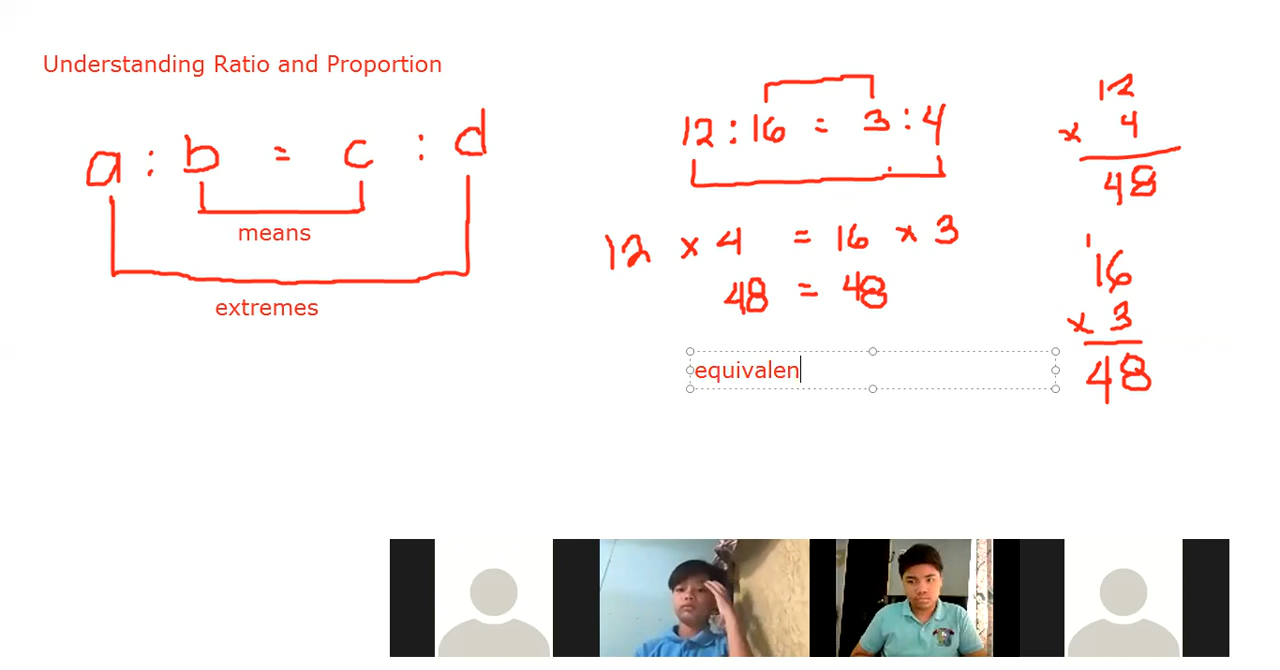 Understanding Ratio and Proportion
a : b = c : d
means
extremes
12 : 16 = 3 : 4
12 × 4 = 16 × 3
48 = 48
equivalen
12
× 4
48
1
16
× 3
48